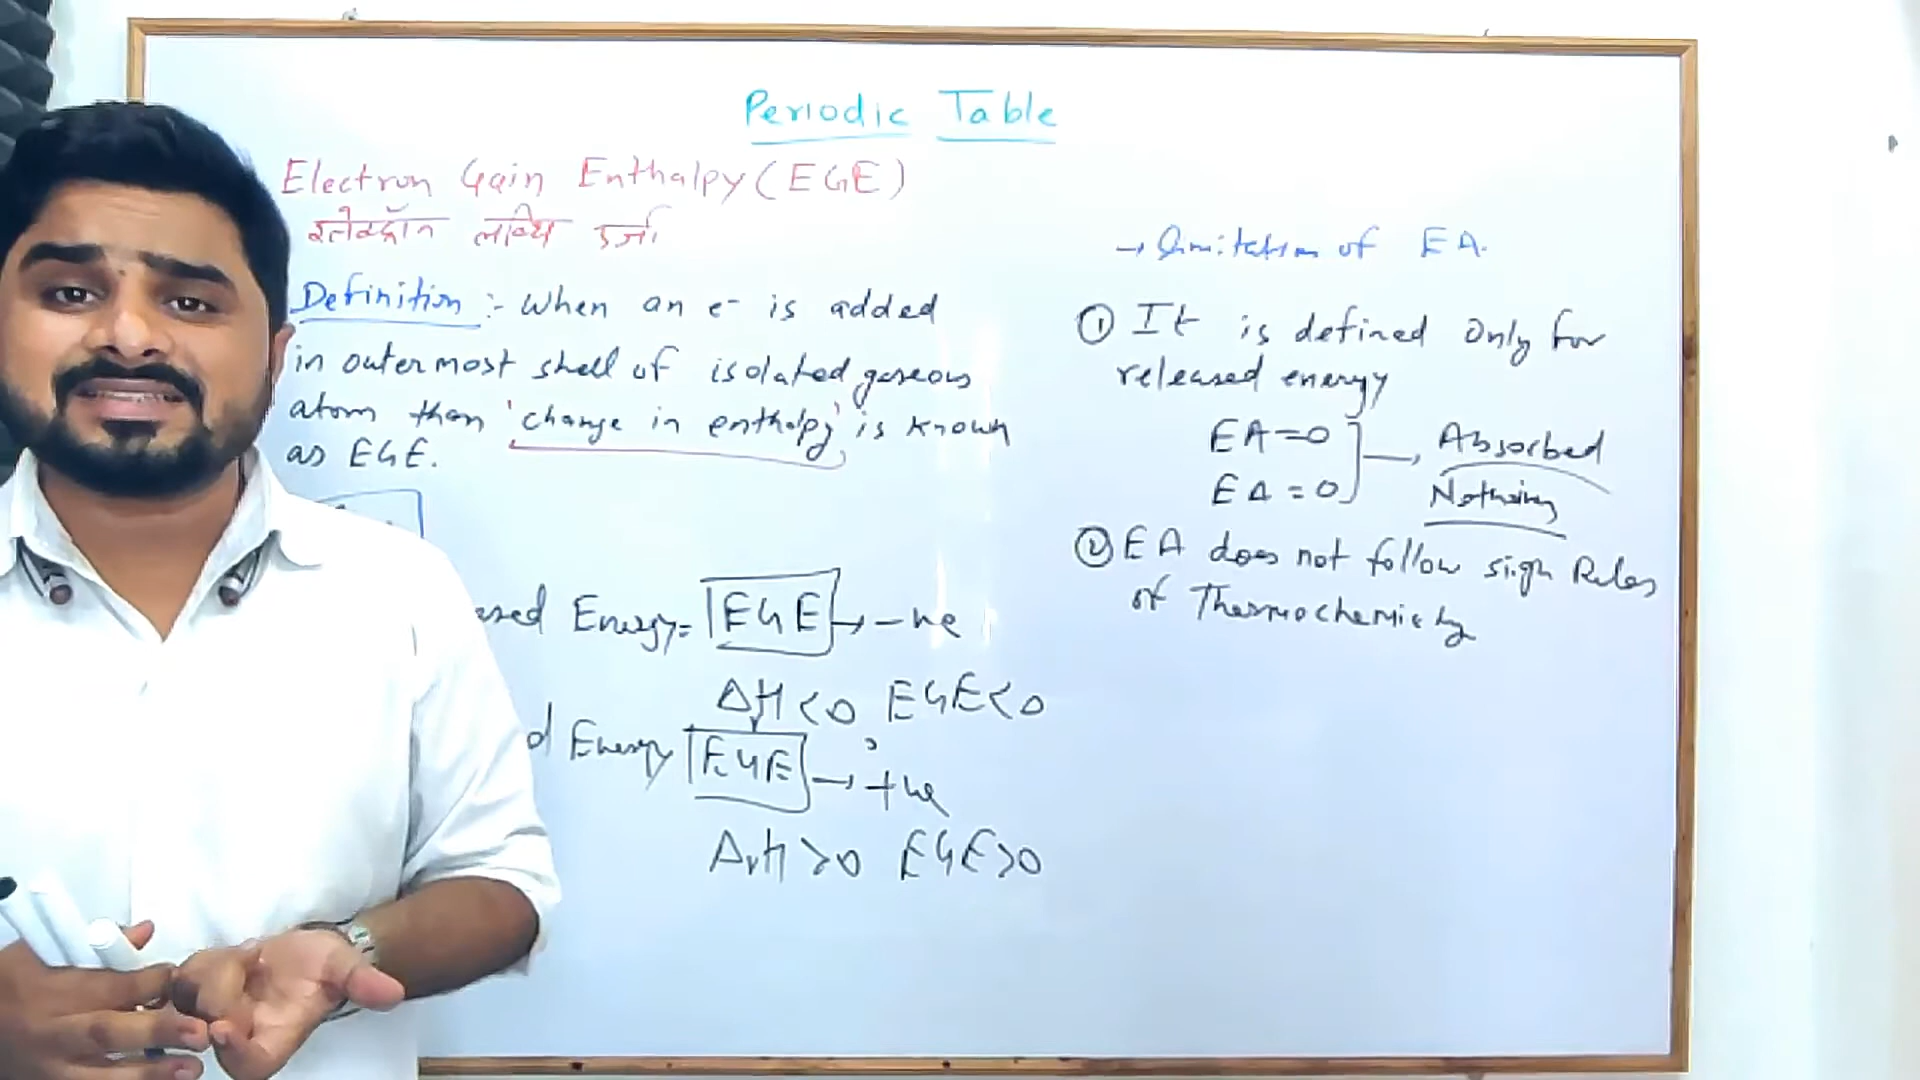 Periodic Table
Electron Gain Enthalpy (EGE)
इलेक्ट्रॉन लब्धि ऊर्जा
Definition :- When an e- is added
in outermost shell of isolated gaseous
atom than 'change in enthalpy' is known
as EGE.
Energy = EGE → -ve
ΔH < 0, EGE < 0
Energy EGE → +ve
ΔH > 0 EGE > 0
→ Limitation of EA.
① It is defined Only for
released energy
EA = 0
EA = 0 → Absorbed
Nothing
② EA does not follow sign Rules
of Thermochemistry